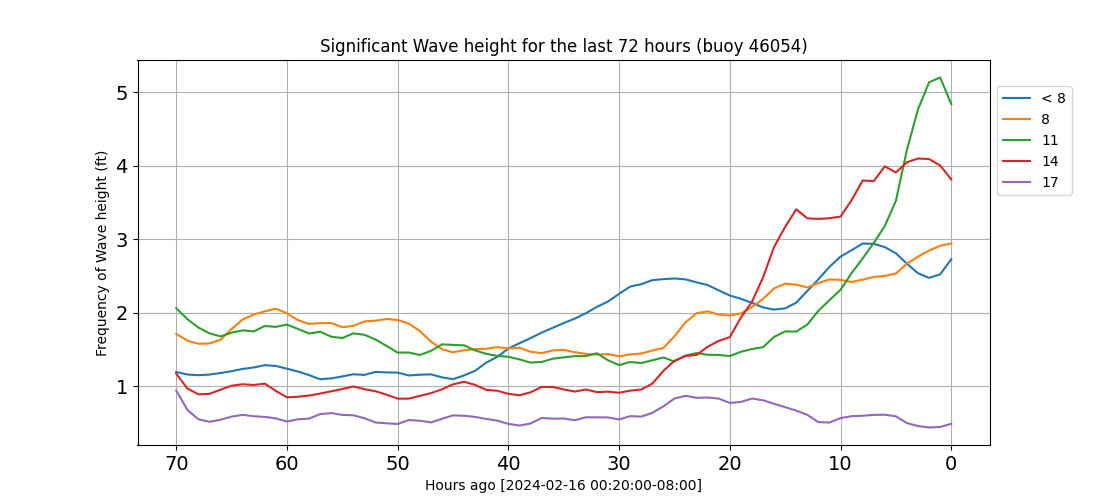 Significant Wave height for the last 72 hours (buoy 46054)
Frequency of Wave height (ft)
5
4
3
2
1
70 60 50 40 30 20 10 0
Hours ago [2024-02-16 00:20:00-08:00]
< 8
8
11
14
17